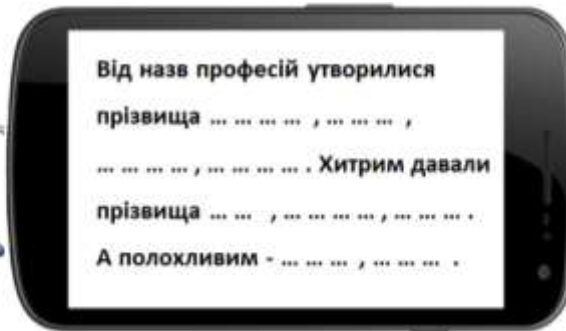 Від назв професій утворилися
прізвища ... ... ... ... , ... ... ... ,
... ... ... ... , ... ... ... ... . Хитрим давали
прізвища ... ... , ... ... ... ... , ... ... ... .
А полохливим - ... ... ... , ... ... ... .